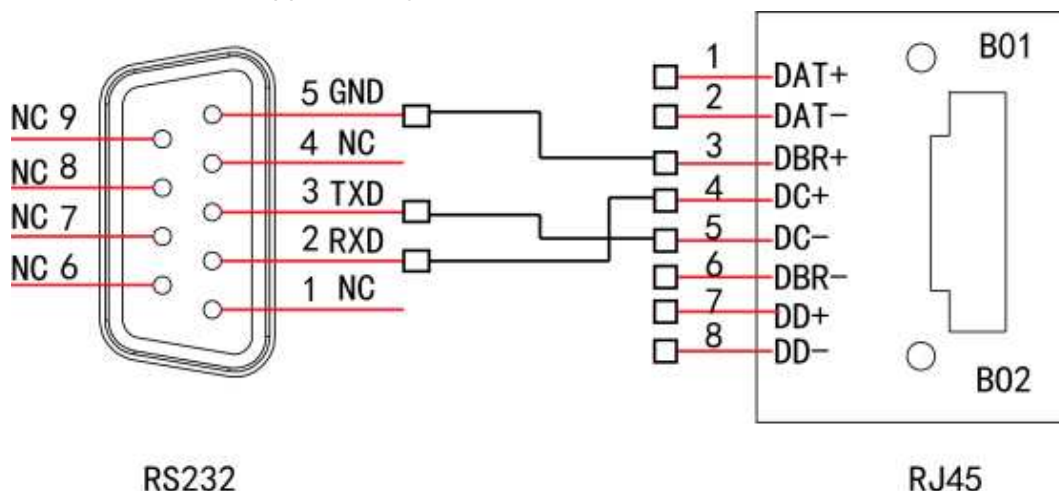 NC 9
NC 8
NC 7
NC 6
5 GND
4 NC
3 TXD
2 RXD
1 NC
RS232
1 DAT+
2 DAT-
3 DBR+
4 DC+
5 DC-
6 DBR-
7 DD+
8 DD-
B01
B02
RJ45